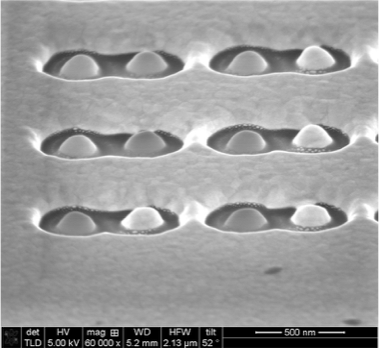 det HV mag WD HFW tilt 500 nm
TLD 5.00 kV 60 000 x 5.2 mm 2.13 µm 52 °